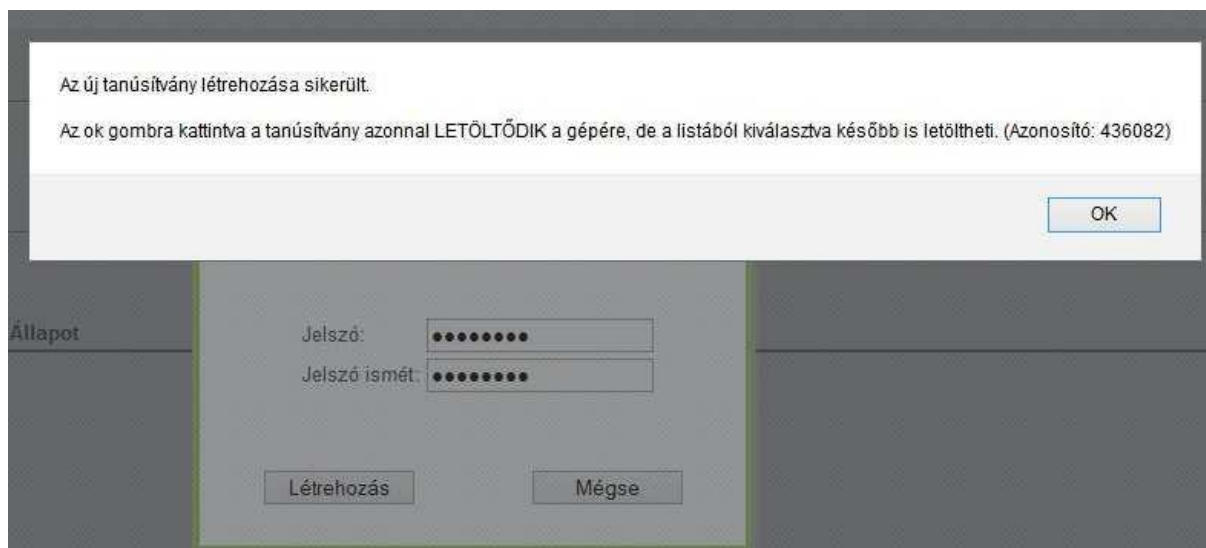 Az új tanúsítvány létrehozása sikerült.
Az ok gombra kattintva a tanúsítvány azonnal LETÖLTŐDIK a gépére, de a listából kiválasztva később is letöltheti. (Azonosító: 436082)
OK
Állapot
Jelszó: ●●●●●●●●
Jelszó ismét: ●●●●●●●●
Létrehozás Mégse